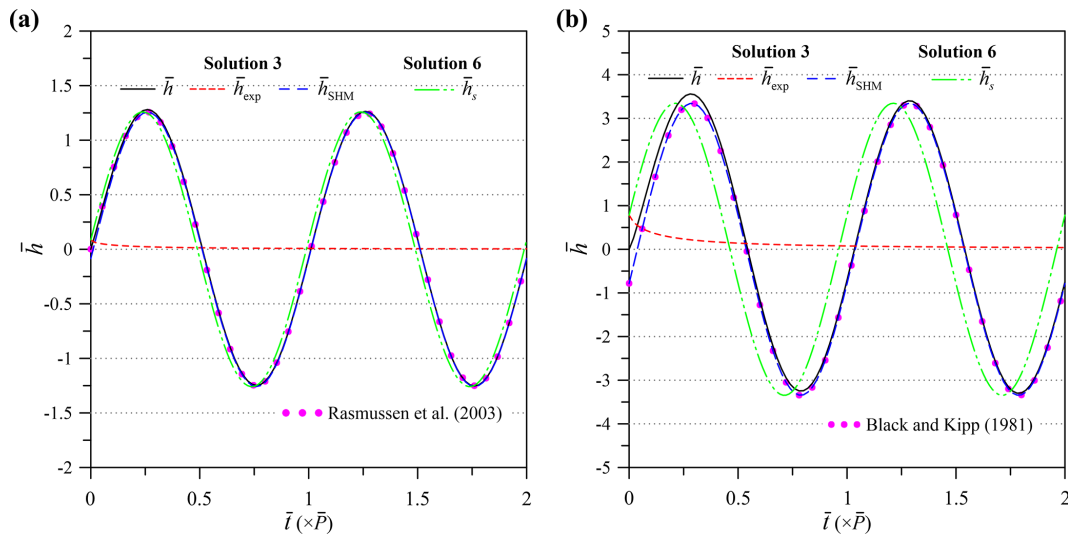 (a)
Solution 3 Solution 6
h̄ h̄exp h̄SHM h̄s
2
1.5
1
0.5
0
-0.5
-1
-1.5
-2
h̄
Rasmussen et al. (2003)
0 0.5 1 1.5 2
t̄ (×P̄)
(b)
Solution 3 Solution 6
h̄ h̄exp h̄SHM h̄s
5
4
3
2
1
0
-1
-2
-3
-4
-5
h̄
Black and Kipp (1981)
0 0.5 1 1.5 2
t̄ (×P̄)